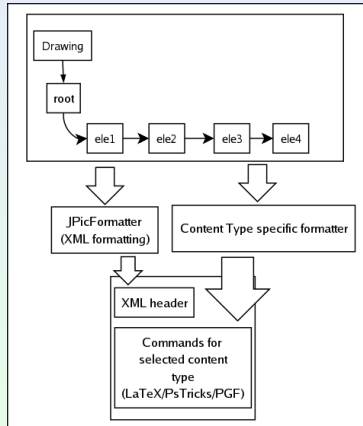 Drawing
root
ele1
ele2
ele3
ele4
JPicFormatter
(XML formatting)
Content Type specific formatter
XML header
Commands for
selected content
type
(LaTeX/PsTricks/PGF)